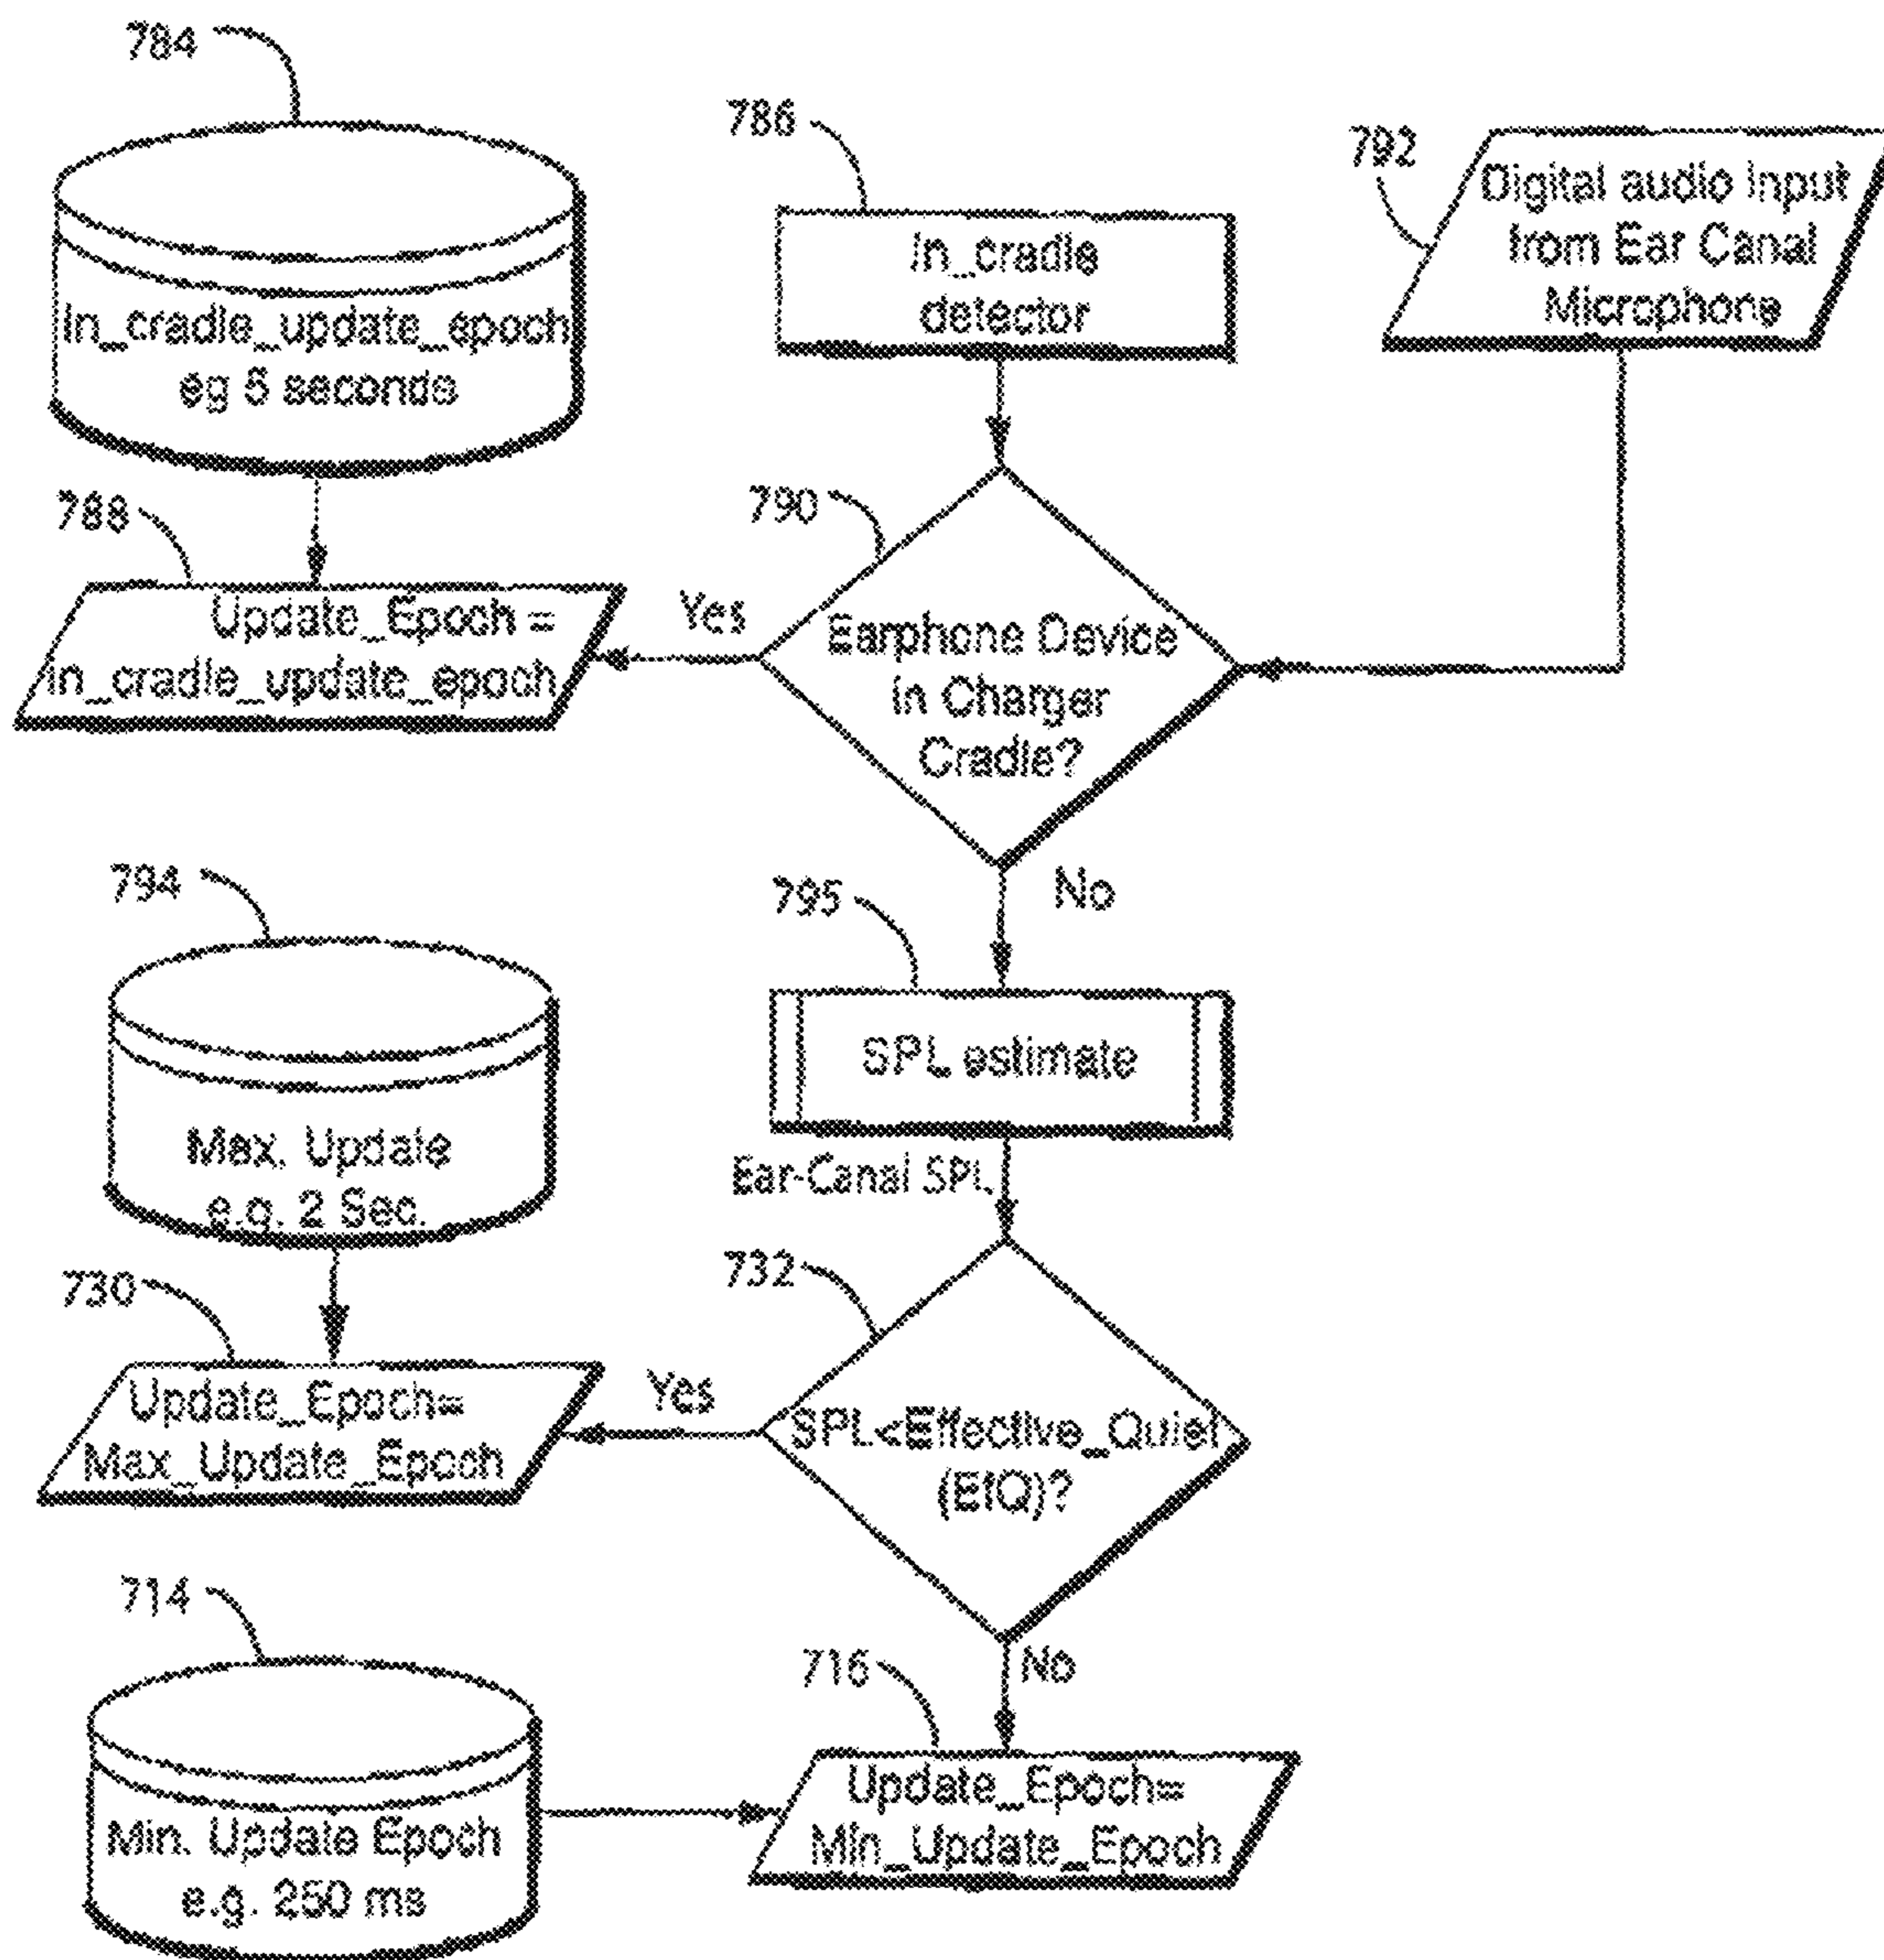 784
786
792
In_cradle_update_epoch
eg 5 seconds
In_cradle
detector
Digital audio Input
from Ear Canal
Microphone
788
Update_Epoch =
In_cradle_update_epoch
Yes
790
Earphone Device
in Charger
Cradle?
No
794
Max. Update
e.g. 2 Sec.
795
SPL estimate
Ear-Canal SPL
730
Update_Epoch=
Max_Update_Epoch
Yes
732
SPL<Effective_Quiet
(EfQ)?
No
714
Min. Update Epoch
e.g. 250 ms
716
Update_Epoch=
Min_Update_Epoch